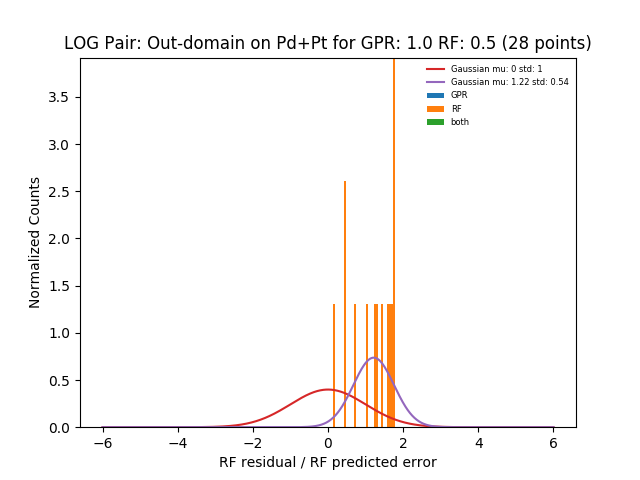 LOG Pair: Out-domain on Pd+Pt for GPR: 1.0 RF: 0.5 (28 points)
Gaussian mu: 0 std: 1
Gaussian mu: 1.22 std: 0.54
GPR
RF
both
Normalized Counts
3.5
3.0
2.5
2.0
1.5
1.0
0.5
0.0
−6 −4 −2 0 2 4 6
RF residual / RF predicted error